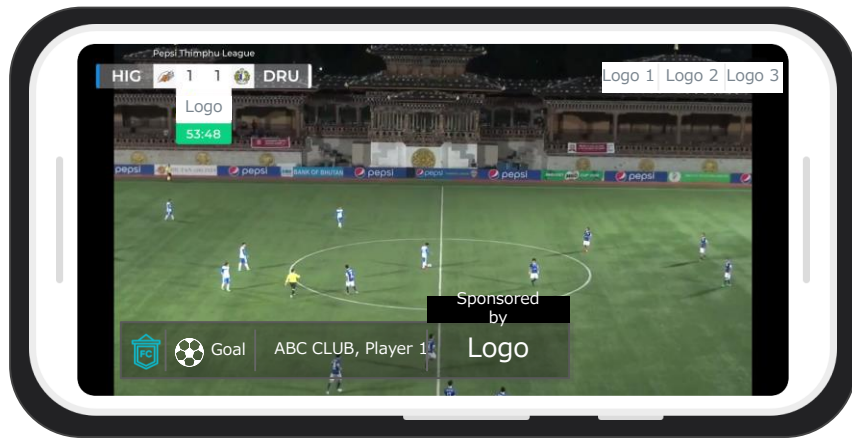 Pepsi Thimphu League
HIG 1 1 DRU
Logo 1 Logo 2 Logo 3
Logo
53:48
pepsi BANK OF BHUTAN pepsi pepsi pepsi pepsi
Sponsored
by
FC Goal ABC CLUB, Player 1 Logo